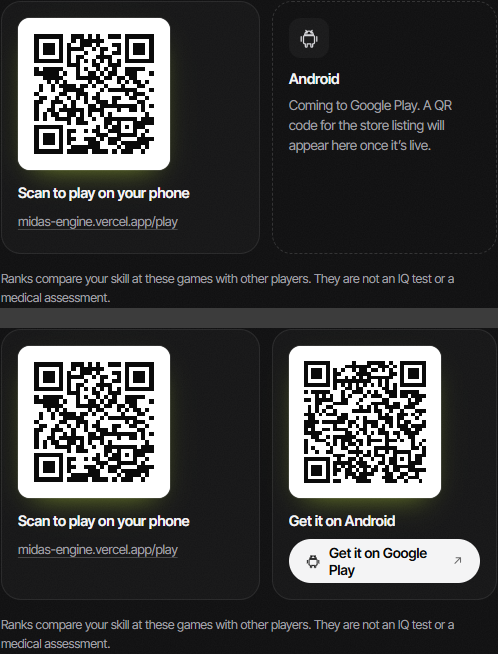 Scan to play on your phone
midas-engine.vercel.app/play
Android
Coming to Google Play. A QR
code for the store listing will
appear here once it's live.
Ranks compare your skill at these games with other players. They are not an IQ test or a
medical assessment.
Scan to play on your phone
midas-engine.vercel.app/play
Get it on Android
Get it on Google
Play
Ranks compare your skill at these games with other players. They are not an IQ test or a
medical assessment.